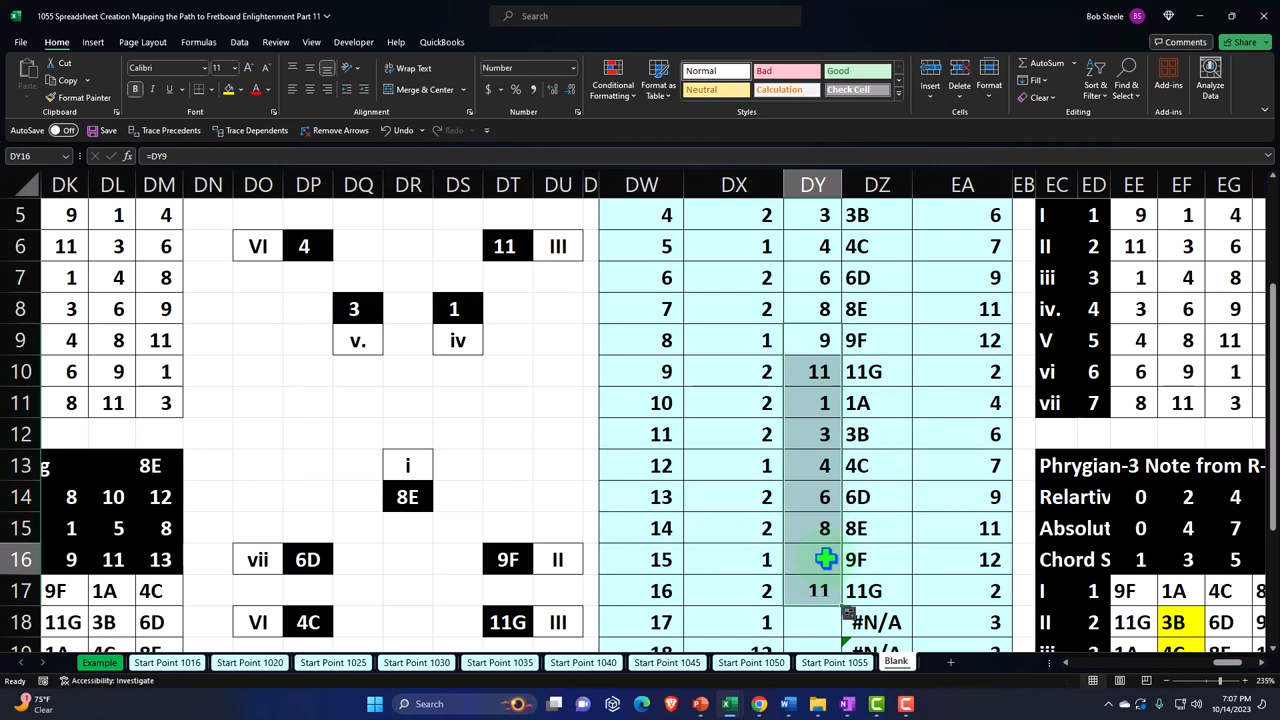 1055 Spreadsheet Creation Mapping the Path to Fretboard Enlightenment Part 11
Search
Bob Steele BS
File Home Insert Page Layout Formulas Data Review View Developer Help QuickBooks Comments Share
Cut Calibri 11 Wrap Text Number Normal Bad Good AutoSum
Copy Neutral Calculation Check Cell Fill
Paste Format Painter Merge & Center Conditional Formatting Format as Table Insert Delete Format Clear Sort & Filter Find & Select Add-ins Analyze Data
Clipboard Font Alignment Number Styles Cells Editing Add-ins
AutoSave Off Save Trace Precedents Trace Dependents Remove Arrows Undo Redo
DY16 =DY9
DK DL DM DN DO DP DQ DR DS DT DU D DW DX DY DZ EA EB EC ED EE EF EG
5 9 1 4 4 2 3 3B 6 I 1 9 1 4
6 11 3 6 VI 4 11 III 5 1 4 4C 7 II 2 11 3 6
7 1 4 8 6 2 6 6D 9 iii 3 1 4 8
8 3 6 9 3 1 7 2 8 8E 11 iv. 4 3 6 9
9 4 8 11 v. iv 8 1 9 9F 12 V 5 4 8 11
10 6 9 1 9 2 11 11G 2 vi 6 6 9 1
11 8 11 3 10 2 1 1A 4 vii 7 8 11 3
12 11 2 3 3B 6
13 g 8E i 12 1 4 4C 7 Phrygian-3 Note from R-
14 8 10 12 8E 13 2 6 6D 9 Relartiv 0 2 4
15 1 5 8 14 2 8 8E 11 Absolut 0 4 7
16 9 11 13 vii 6D 9F II 15 1 9F 12 Chord S 1 3 5
17 9F 1A 4C 16 2 11 11G 2 I 1 9F 1A 4C
18 11G 3B 6D VI 4C 11G III 17 1 #N/A 3 II 2 11G 3B 6D
Example Start Point 1016 Start Point 1020 Start Point 1025 Start Point 1030 Start Point 1035 Start Point 1040 Start Point 1045 Start Point 1050 Start Point 1055 Blank
Ready Accessibility: Investigate 235%
75°F
Clear
Search
7:07 PM
10/14/2023